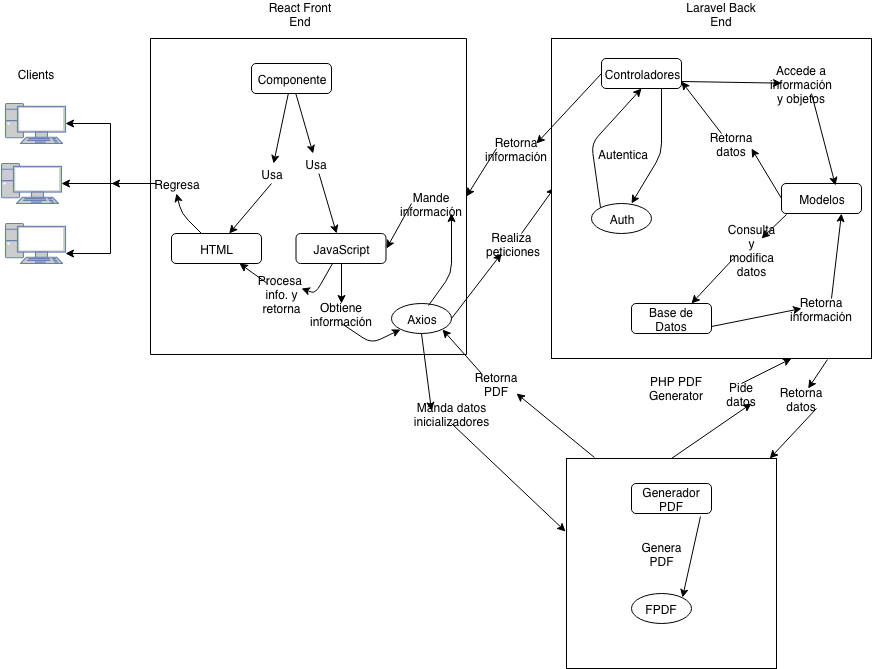 React Front
End
Laravel Back
End
Clients
Componente
Controladores
Accede a
información
y objetos
Retorna
información
Retorna
datos
Autentica
Usa
Usa
Regresa
Mande
información
Modelos
Auth
HTML
JavaScript
Realiza
peticiones
Consulta
y
modifica
datos
Procesa
info. y
retorna
Obtiene
información
Axios
Base de
Datos
Retorna
información
Retorna
PDF
PHP PDF
Generator
Pide
datos
Retorna
datos
Manda datos
inicializadores
Generador
PDF
Genera
PDF
FPDF